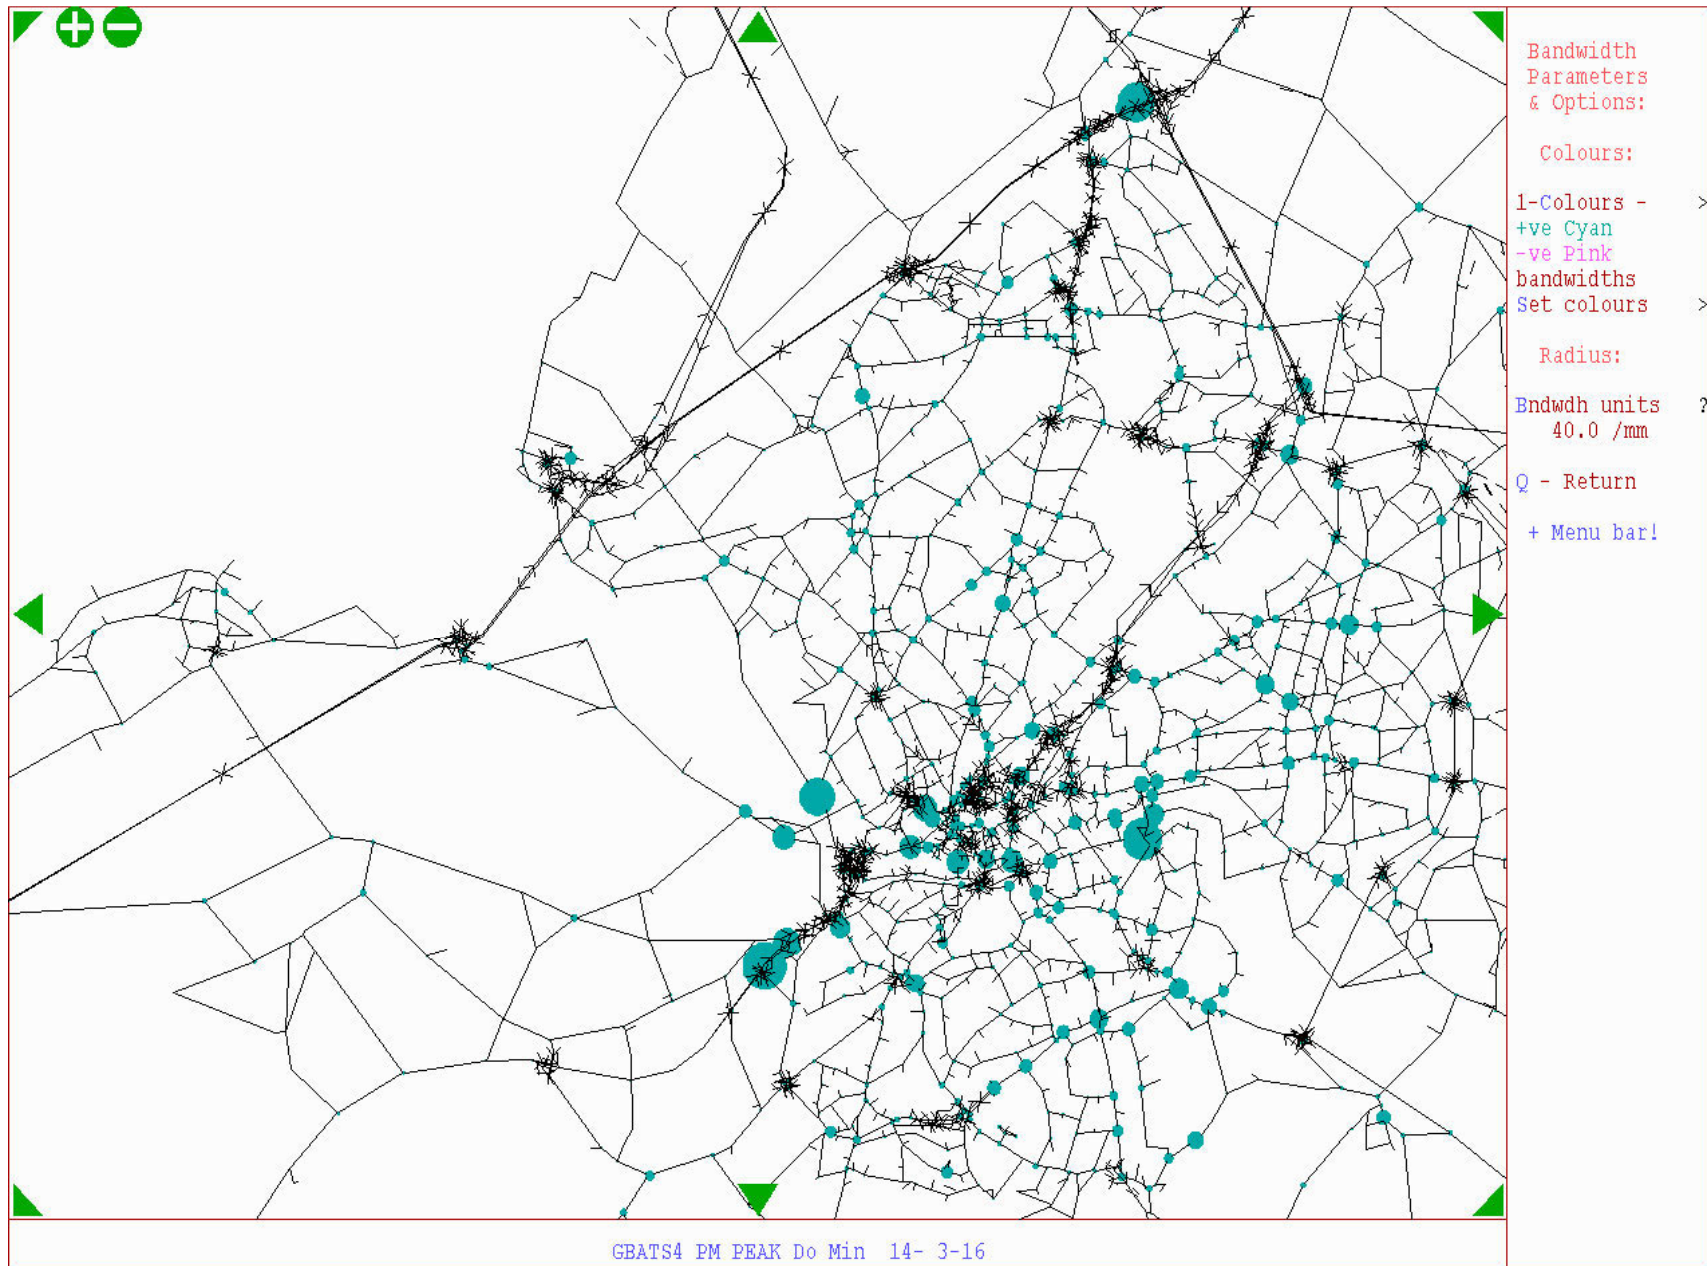 Bandwidth
Parameters
& Options:
Colours:
1-Colours - >
+ve Cyan
-ve Pink
bandwidths
Set colours >
Radius:
Bndwdh units ?
40.0 /mm
Q - Return
+ Menu bar!
GBATS4 PM PEAK Do Min 14- 3-16